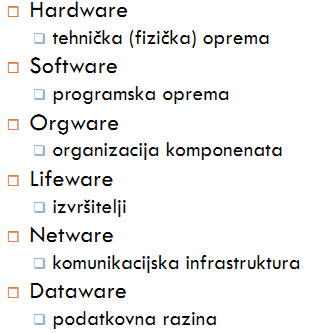 Hardware
tehnička (fizička) oprema
Software
programska oprema
Orgware
organizacija komponenata
Lifeware
izvršitelji
Netware
komunikacijska infrastruktura
Dataware
podatkovna razina